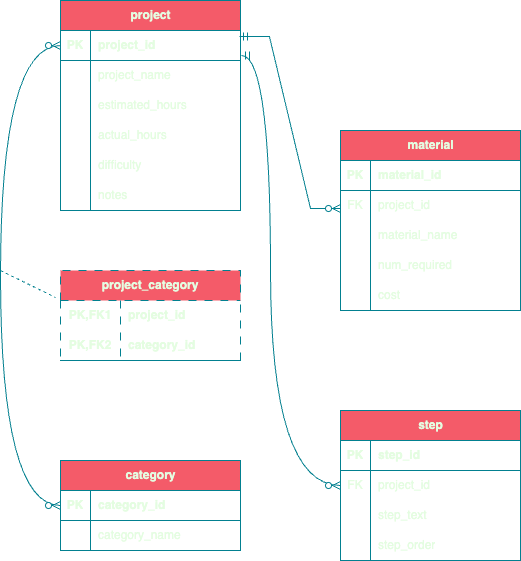 project
PK project_id
project_name
estimated_hours
actual_hours
difficulty
notes
material
PK material_id
FK project_id
material_name
num_required
cost
project_category
PK,FK1 project_id
PK,FK2 category_id
step
PK step_id
FK project_id
step_text
step_order
category
PK category_id
category_name